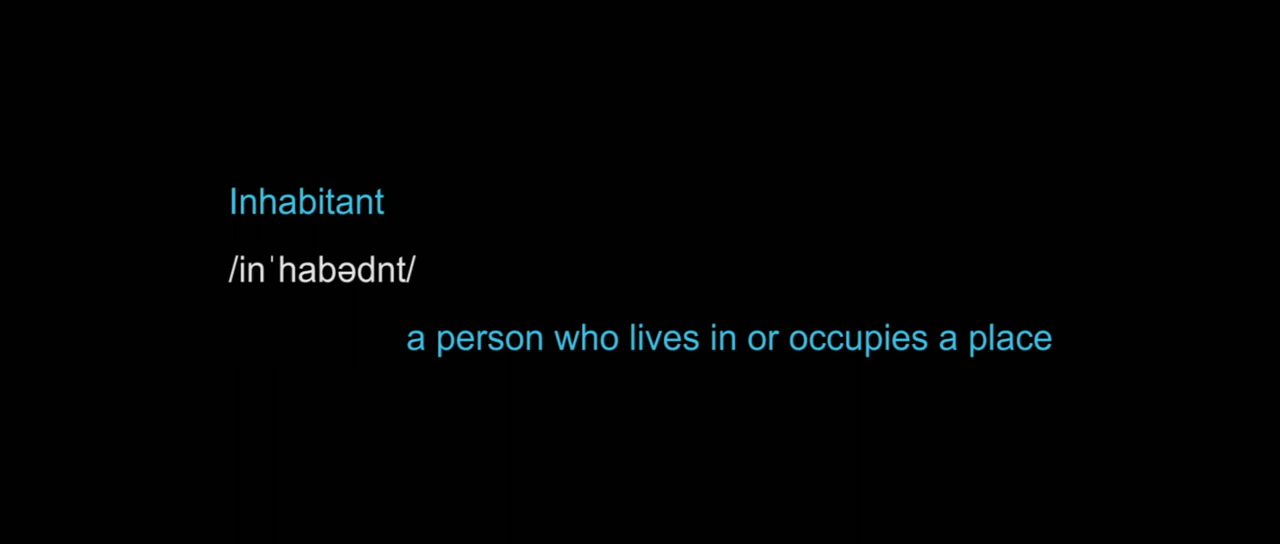 Inhabitant
/inˈhabədnt/
a person who lives in or occupies a place